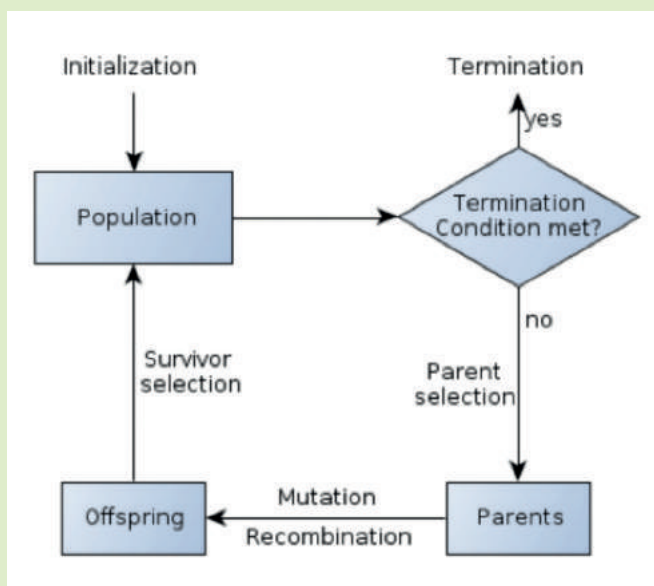 Initialization
Termination
yes
Population
Termination
Condition met?
no
Survivor
selection
Parent
selection
Offspring
Mutation
Recombination
Parents